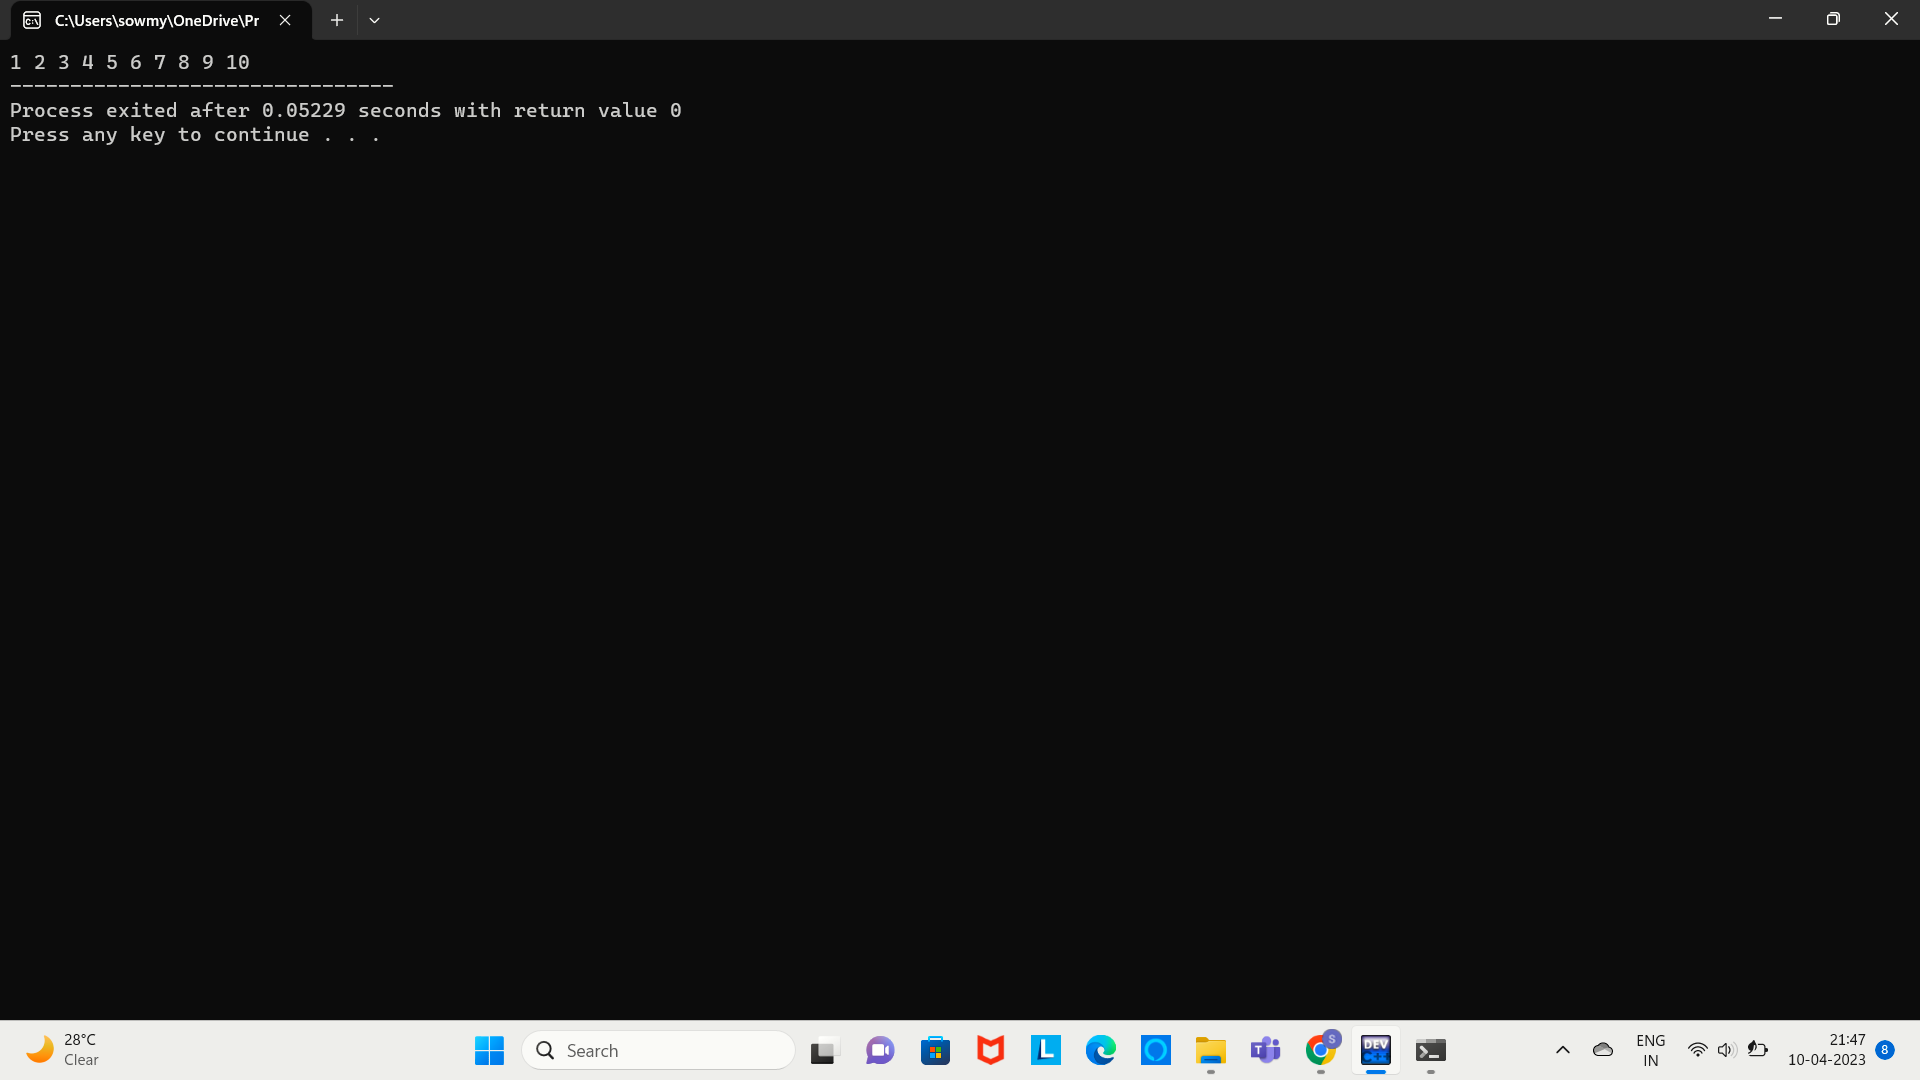 C:\Users\sowmy\OneDrive\Pr
1 2 3 4 5 6 7 8 9 10
--------------------------------
Process exited after 0.05229 seconds with return value 0
Press any key to continue . . .
28°C
Clear
Search
L
T
S
DEV
C++
ENG
IN
21:47
10-04-2023
8